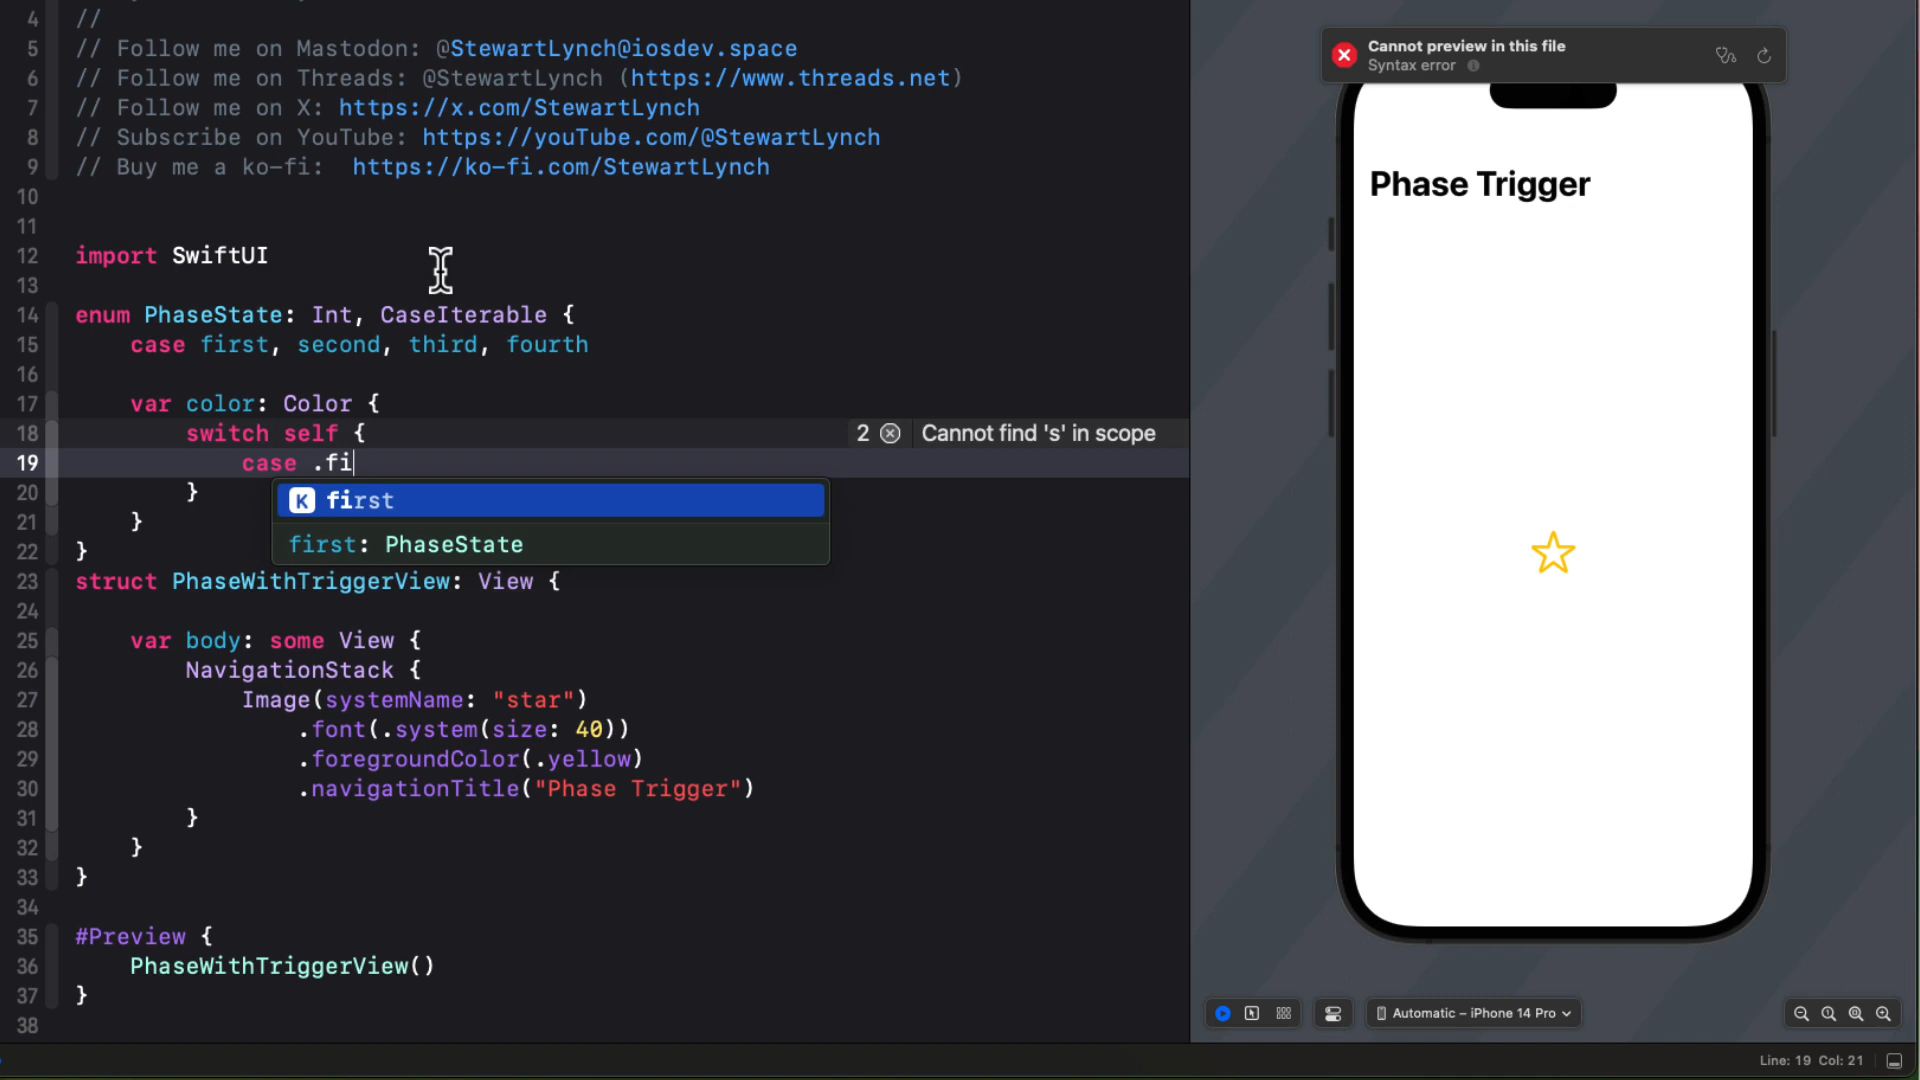 4 //
5 // Follow me on Mastodon: @StewartLynch@iosdev.space
6 // Follow me on Threads: @StewartLynch (https://www.threads.net)
7 // Follow me on X: https://x.com/StewartLynch
8 // Subscribe on YouTube: https://youTube.com/@StewartLynch
9 // Buy me a ko-fi:  https://ko-fi.com/StewartLynch
10
11
12 import SwiftUI
13
14 enum PhaseState: Int, CaseIterable {
15     case first, second, third, fourth
16
17     var color: Color {
18         switch self {    2    Cannot find 's' in scope
19             case .fi
K first
20         }
21     }
first: PhaseState
22 }
23 struct PhaseWithTriggerView: View {
24
25     var body: some View {
26         NavigationStack {
27             Image(systemName: "star")
28                 .font(.system(size: 40))
29                 .foregroundColor(.yellow)
30                 .navigationTitle("Phase Trigger")
31         }
32     }
33 }
34
35 #Preview {
36     PhaseWithTriggerView()
37 }
38
Cannot preview in this file
Syntax error
Phase Trigger
Automatic – iPhone 14 Pro
Line: 19 Col: 21